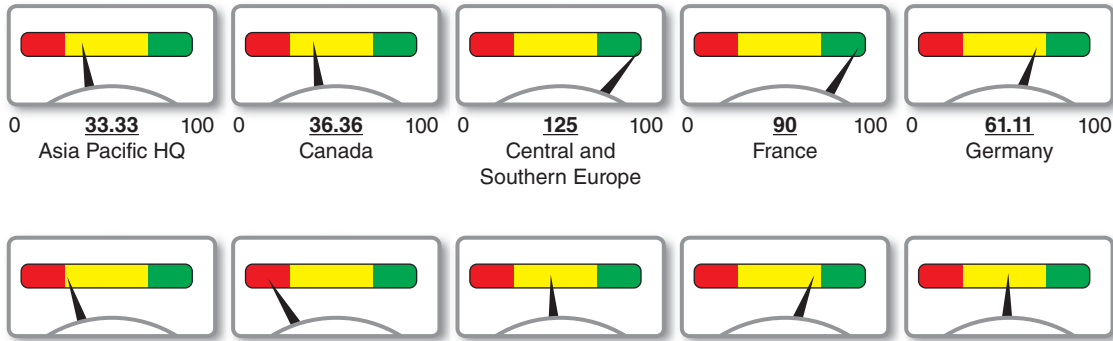 0 33.33 100
Asia Pacific HQ
0 36.36 100
Canada
0 125 100
Central and
Southern Europe
0 90 100
France
0 61.11 100
Germany